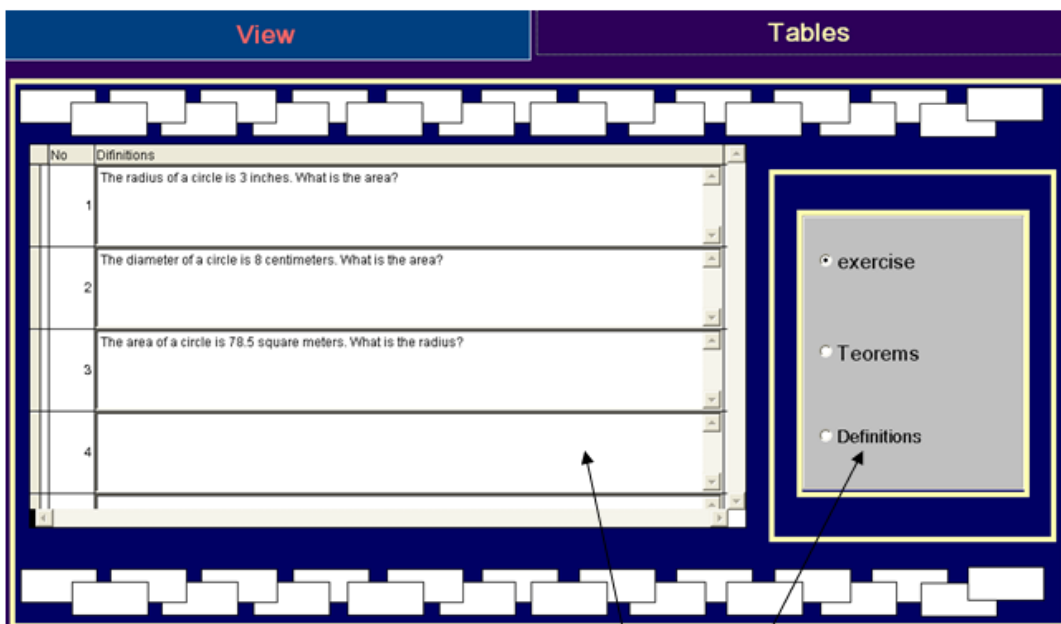 View
Tables
No Difinitions
The radius of a circle is 3 inches. What is the area?
1
The diameter of a circle is 8 centimeters. What is the area?
2
The area of a circle is 78.5 square meters. What is the radius?
3
4
exercise
Teorems
Definitions